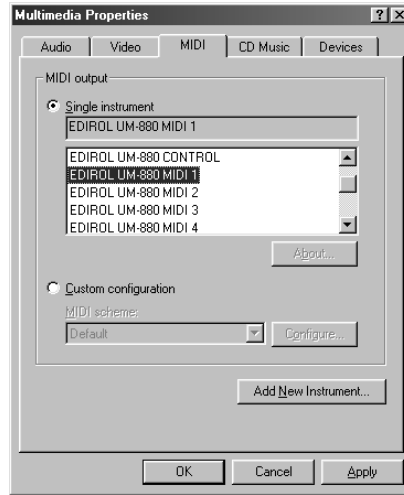 Multimedia Properties
Audio
Video
MIDI
CD Music
Devices
MIDI output
Single instrument
EDIROL UM-880 MIDI 1
EDIROL UM-880 CONTROL
EDIROL UM-880 MIDI 1
EDIROL UM-880 MIDI 2
EDIROL UM-880 MIDI 3
EDIROL UM-880 MIDI 4
About...
Custom configuration
MIDI scheme:
Default
Configure...
Add New Instrument...
OK
Cancel
Apply